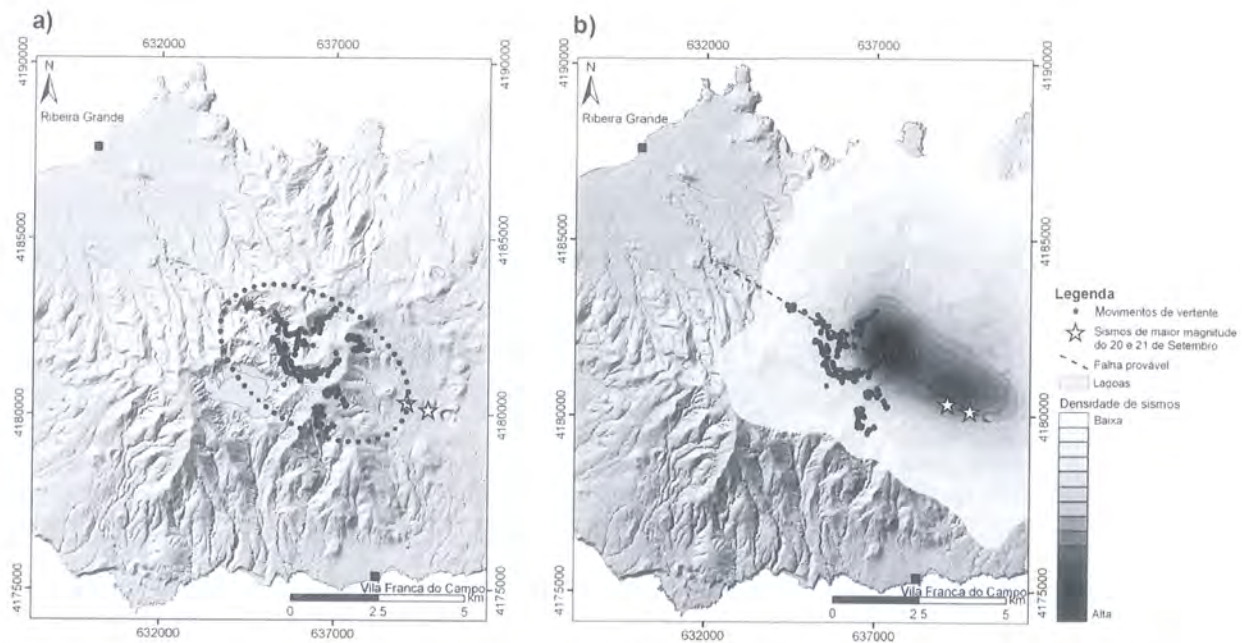 a)
632000
637000
4190000
4190000
N
Ribeira Grande
4185000
4185000
4180000
4180000
4175000
4175000
Vila Franca do Campo
0
2.5
5
km
632000
637000
b)
632000
637000
4190000
4190000
N
Ribeira Grande
4185000
4185000
4180000
4180000
4175000
4175000
Vila Franca do Campo
0
2 5
5
km
632000
637000
Legenda
Movimentos de vertente
Sismos de maior magnitude
do 20 e 21 de Setembro
Falha provável
Lagoas
Densidade de sismos
Baixa
Alta